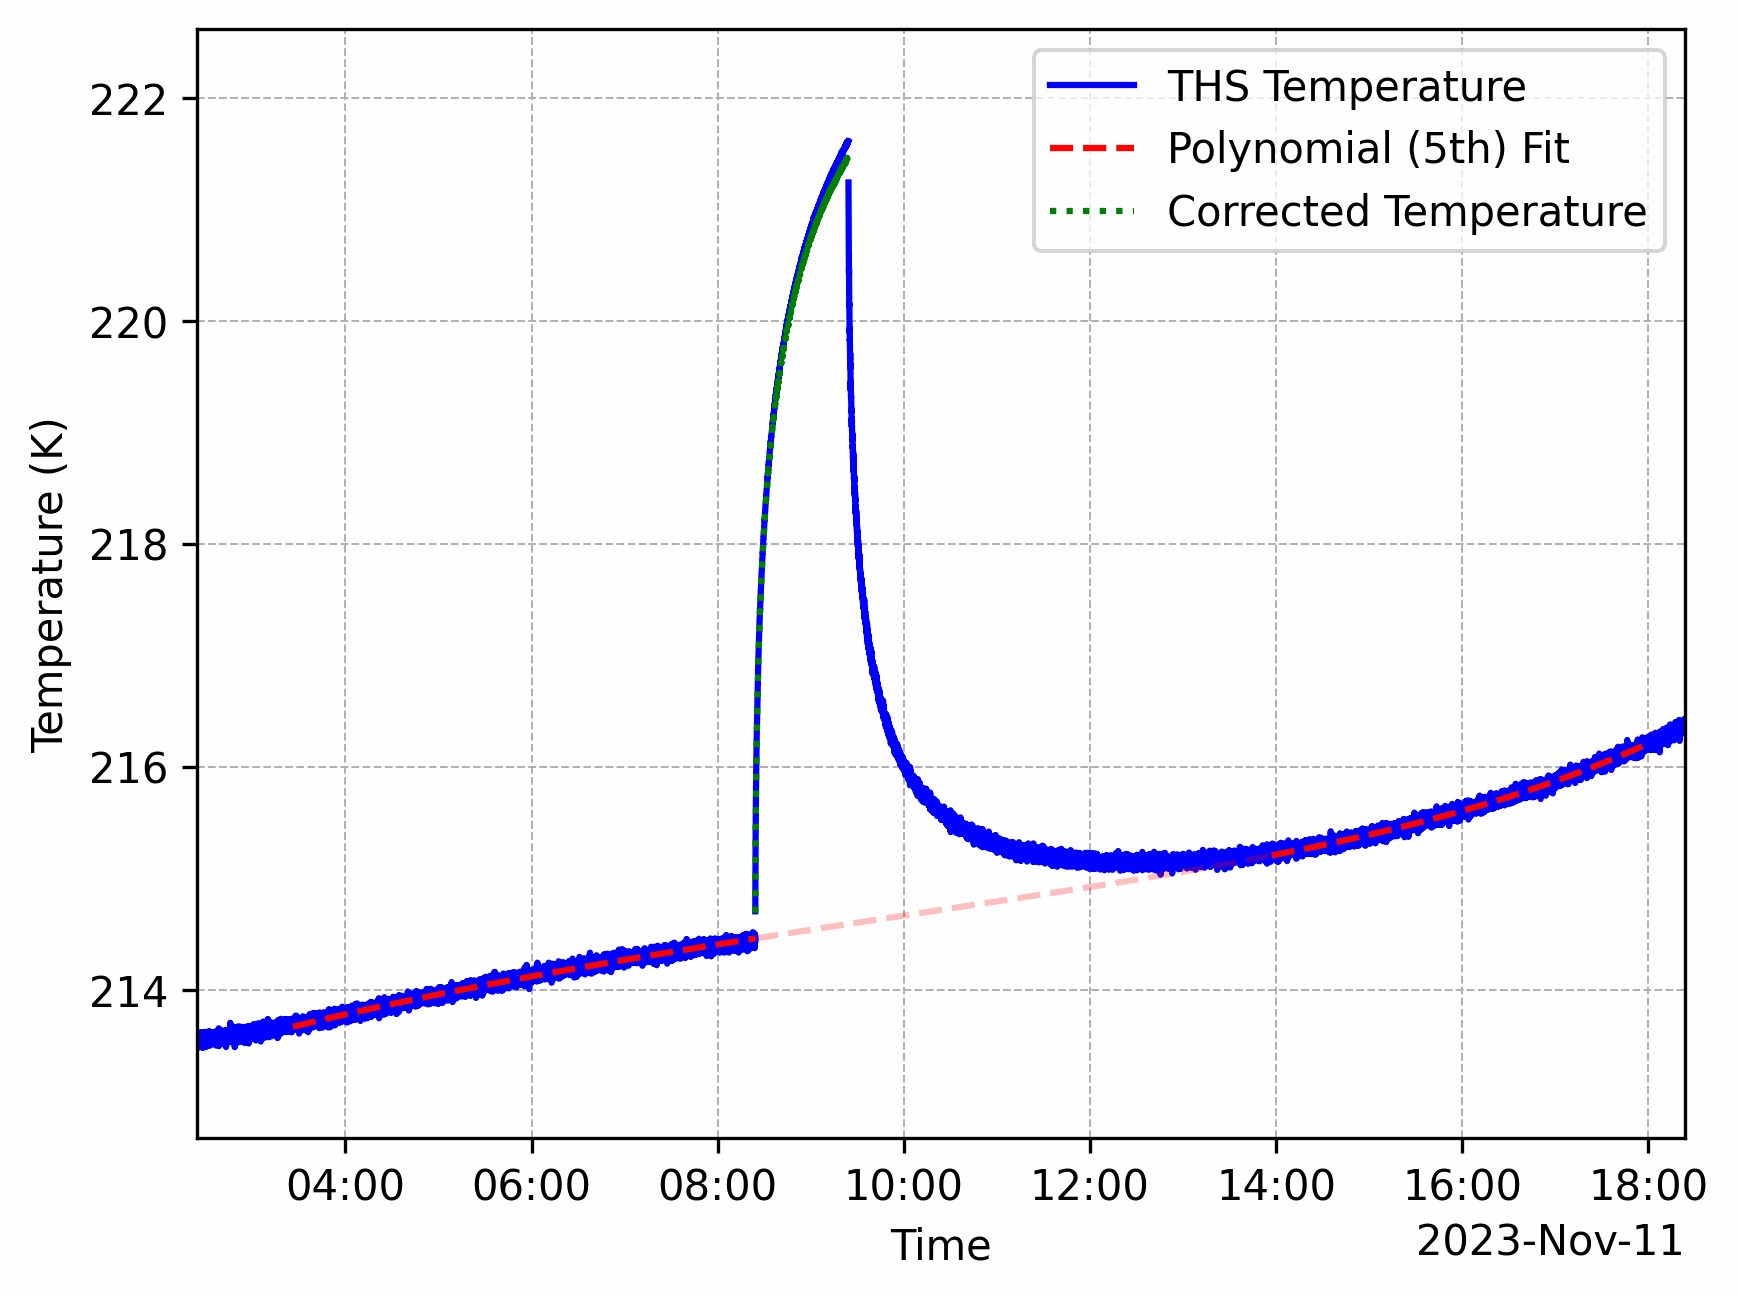 THS Temperature
Polynomial (5th) Fit
Corrected Temperature
222
220
218
216
214
Temperature (K)
04:00 06:00 08:00 10:00 12:00 14:00 16:00 18:00
Time
2023-Nov-11